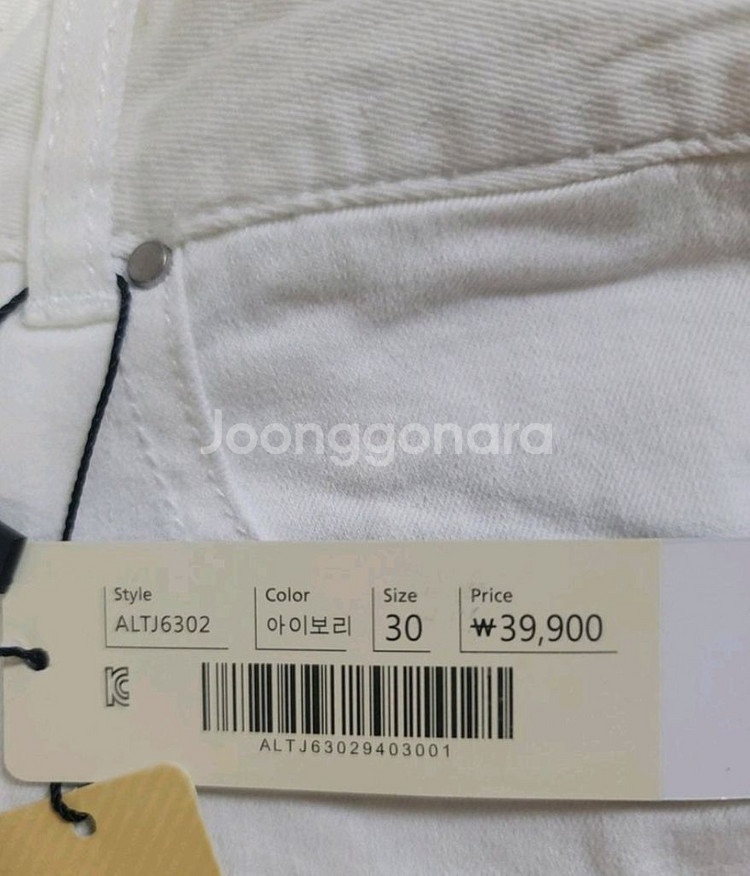 Joonggonara
Style Color Size Price
ALTJ6302 아이보리 30 ₩39,900
ALTJ63029403001